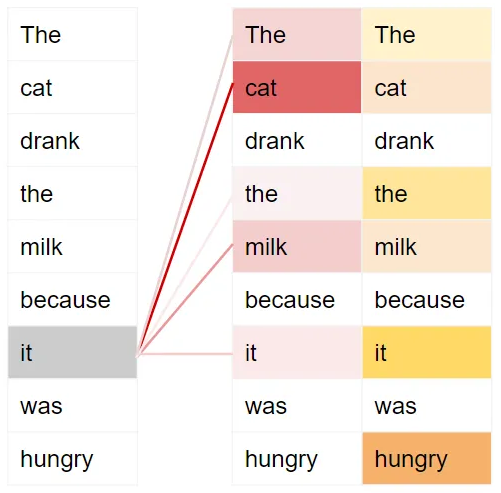 The The The
cat cat cat
drank drank drank
the the the
milk milk milk
because because because
it it it
was was was
hungry hungry hungry